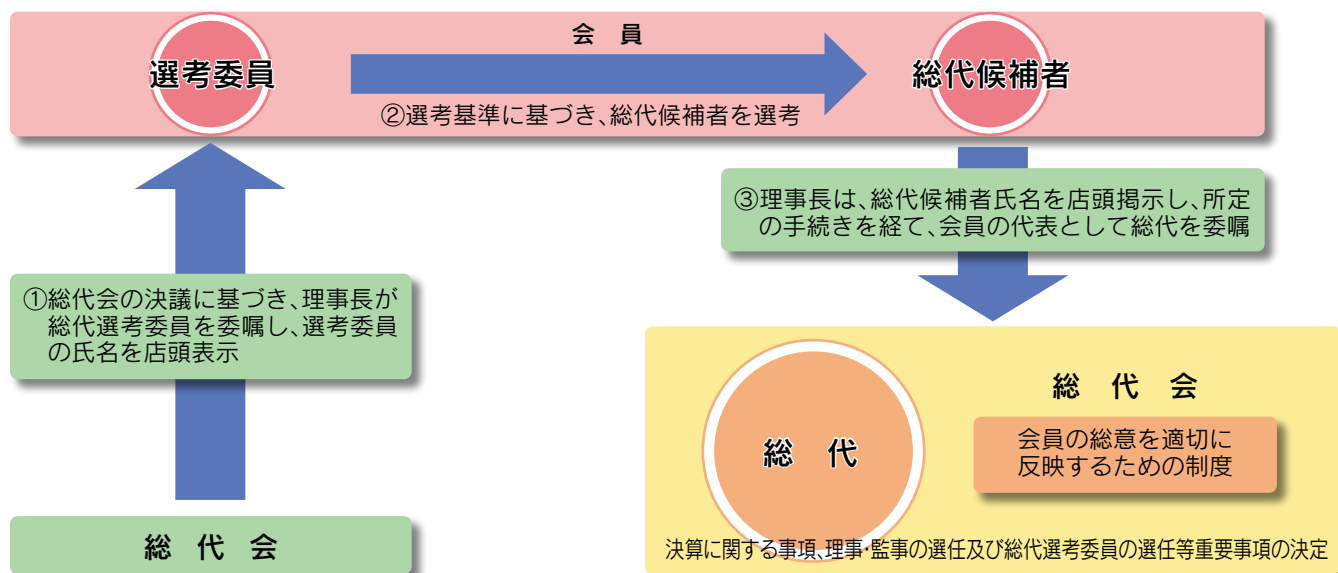 会 員
選考委員
総代候補者
②選考基準に基づき、総代候補者を選考
③理事長は、総代候補者氏名を店頭掲示し、所定
の手続きを経て、会員の代表として総代を委嘱
①総代会の決議に基づき、理事長が
総代選考委員を委嘱し、選考委員
の氏名を店頭表示
総 代 会
総 代
総 代 会
会員の総意を適切に
反映するための制度
決算に関する事項、理事・監事の選任及び総代選考委員の選任等重要事項の決定